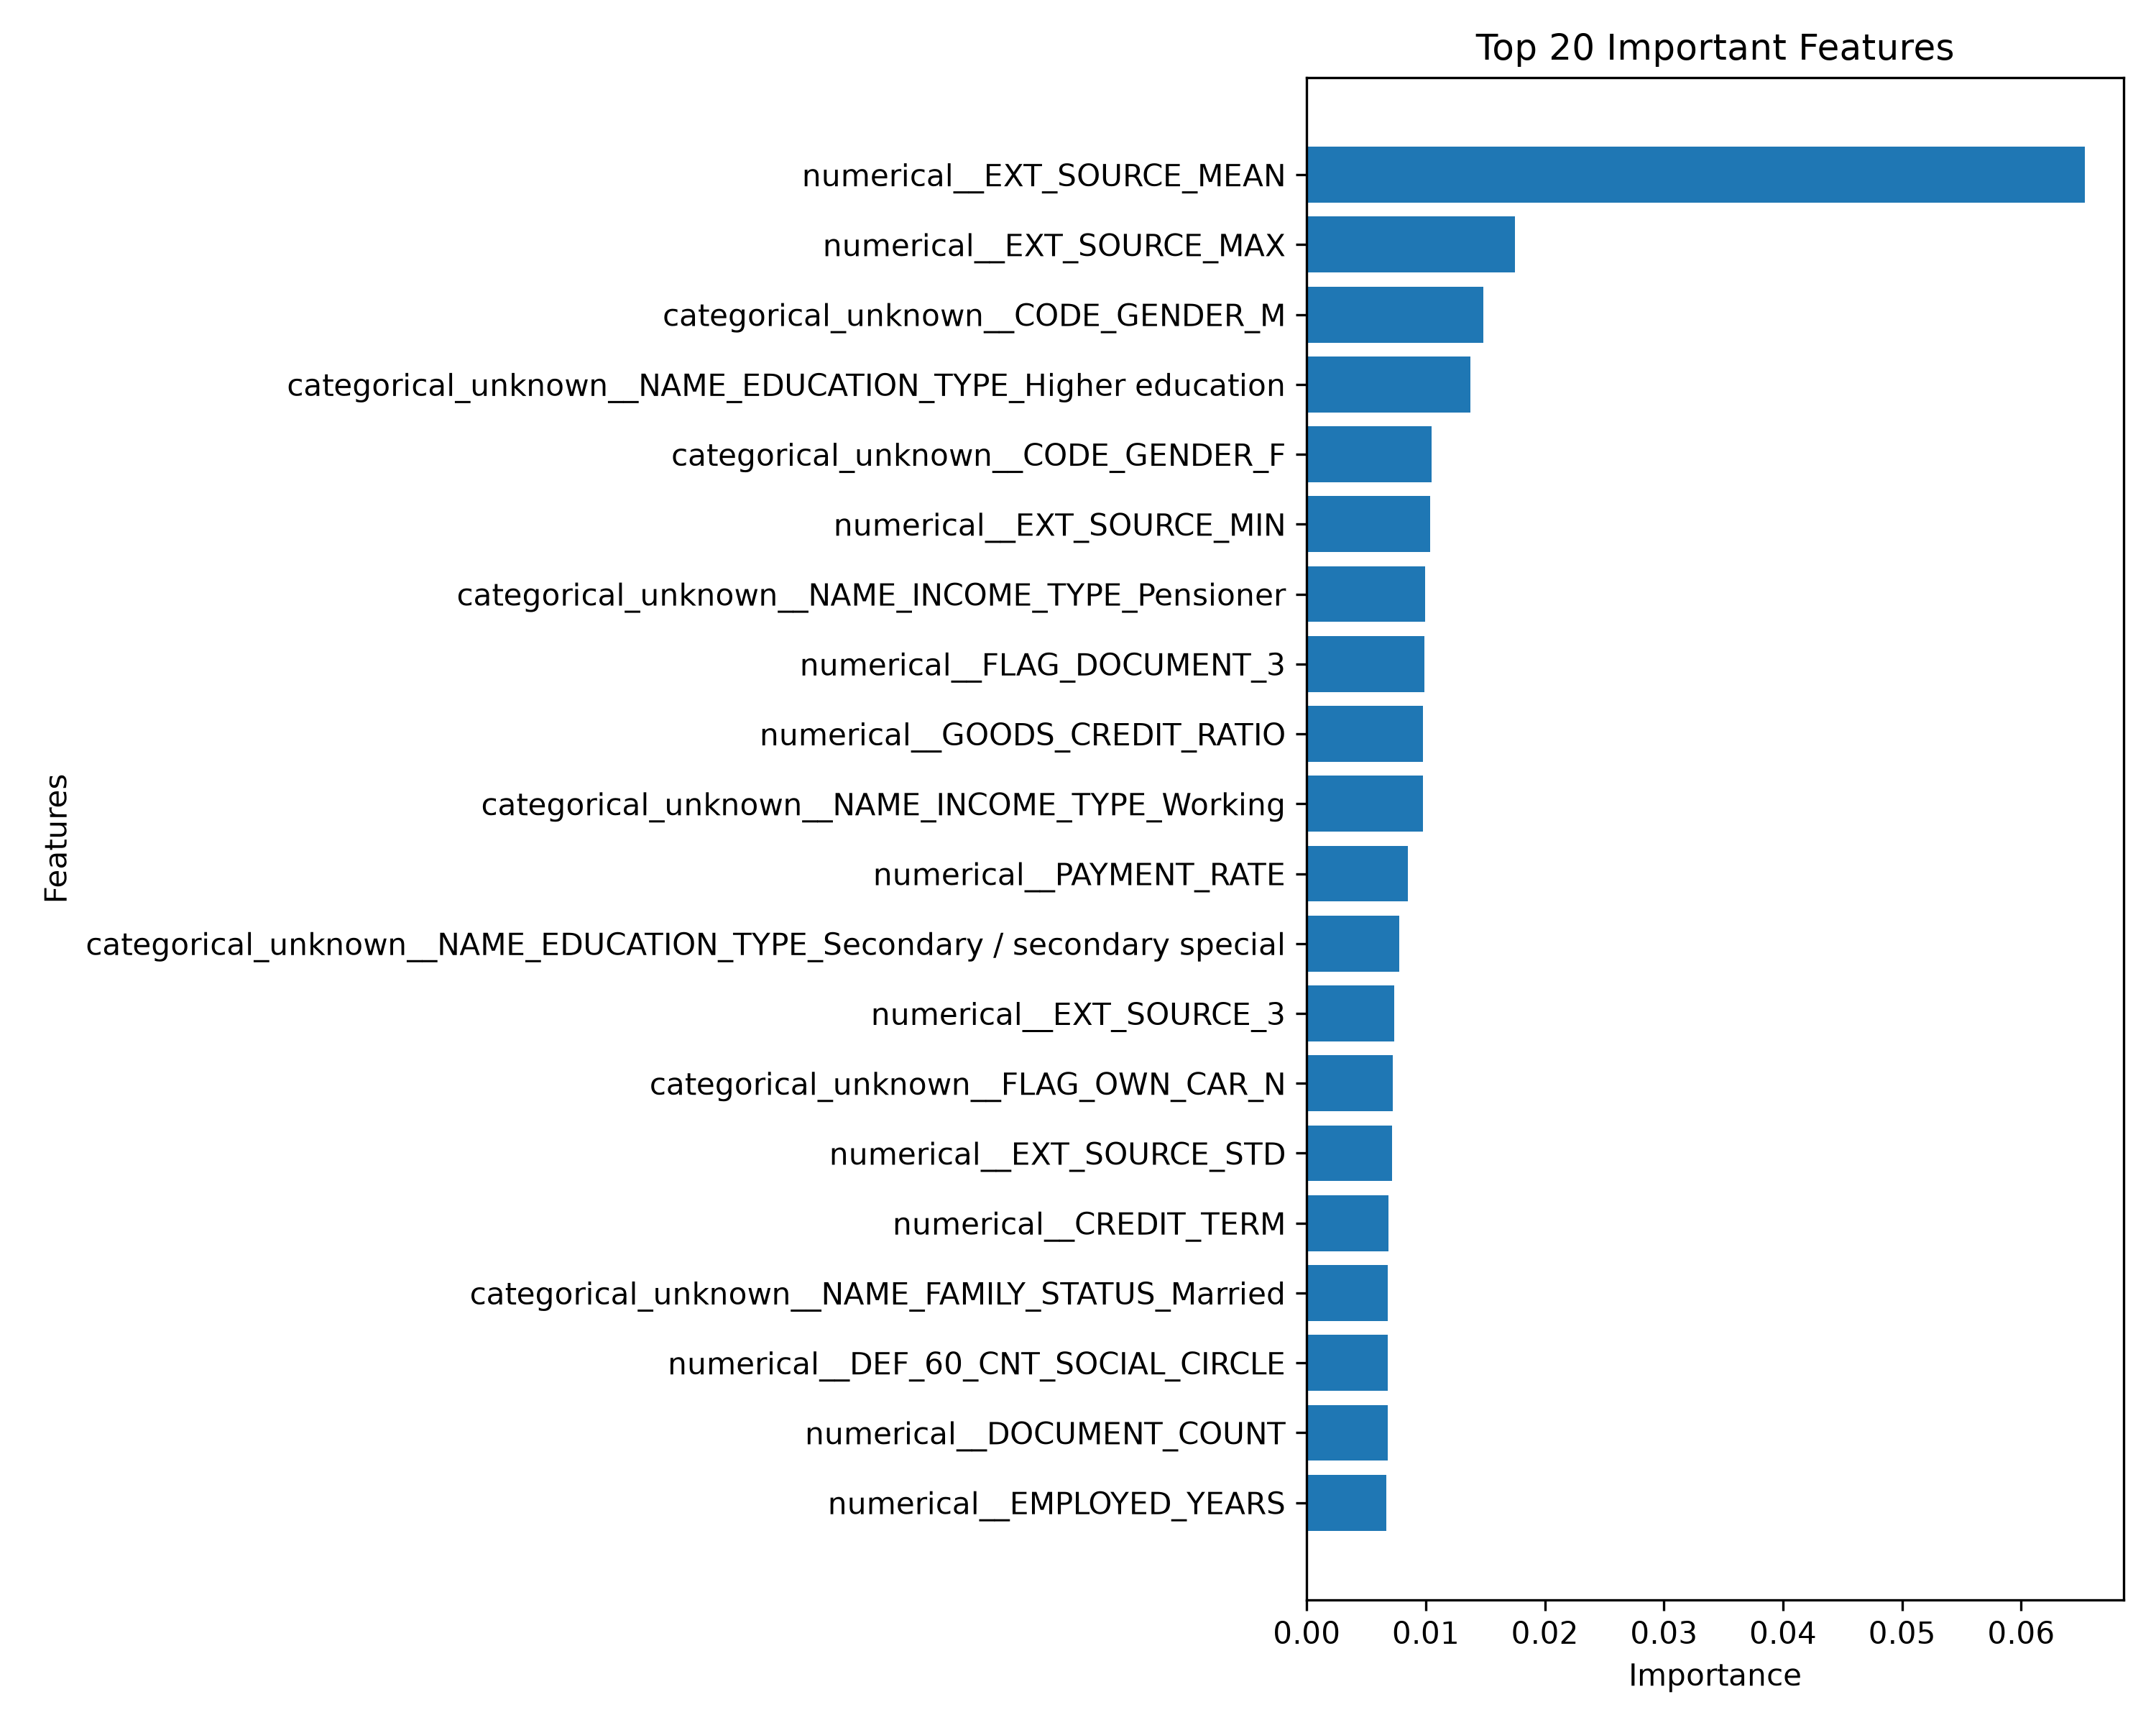 Top 20 Important Features
numerical__EXT_SOURCE_MEAN
numerical__EXT_SOURCE_MAX
categorical_unknown__CODE_GENDER_M
categorical_unknown__NAME_EDUCATION_TYPE_Higher education
categorical_unknown__CODE_GENDER_F
numerical__EXT_SOURCE_MIN
categorical_unknown__NAME_INCOME_TYPE_Pensioner
numerical__FLAG_DOCUMENT_3
numerical__GOODS_CREDIT_RATIO
categorical_unknown__NAME_INCOME_TYPE_Working
numerical__PAYMENT_RATE
categorical_unknown__NAME_EDUCATION_TYPE_Secondary / secondary special
numerical__EXT_SOURCE_3
categorical_unknown__FLAG_OWN_CAR_N
numerical__EXT_SOURCE_STD
numerical__CREDIT_TERM
categorical_unknown__NAME_FAMILY_STATUS_Married
numerical__DEF_60_CNT_SOCIAL_CIRCLE
numerical__DOCUMENT_COUNT
numerical__EMPLOYED_YEARS
Features
0.00 0.01 0.02 0.03 0.04 0.05 0.06
Importance